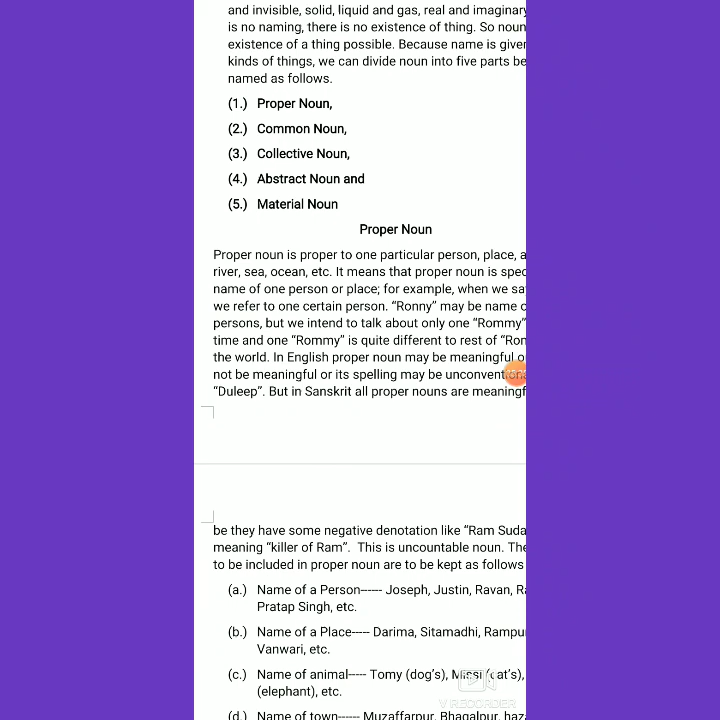 and invisible, solid, liquid and gas, real and imaginary
is no naming, there is no existence of thing. So noun
existence of a thing possible. Because name is given
kinds of things, we can divide noun into five parts be
named as follows.
(1.) Proper Noun,
(2.) Common Noun,
(3.) Collective Noun,
(4.) Abstract Noun and
(5.) Material Noun
Proper Noun
Proper noun is proper to one particular person, place, a
river, sea, ocean, etc. It means that proper noun is spec
name of one person or place; for example, when we sa
we refer to one certain person. “Ronny” may be name o
persons, but we intend to talk about only one “Rommy”
time and one “Rommy” is quite different to rest of “Ron
the world. In English proper noun may be meaningful o
not be meaningful or its spelling may be
“Duleep”. But in Sanskrit all proper nouns are meaningf
be they have some negative denotation like “Ram Suda
meaning “killer of Ram”. This is uncountable noun. The
to be included in proper noun are to be kept as follows
(a.) Name of a Person------ Joseph, Justin, Ravan, Ra
Pratap Singh, etc.
(b.) Name of a Place----- Darima, Sitamadhi, Rampu
Vanwari, etc.
(c.) Name of animal----- Tomy (dog’s), Missi (cat’s),
(elephant), etc.
(d.) Name of town------ Muzaffarpur, Bhagalpur, haz
V RECORDER